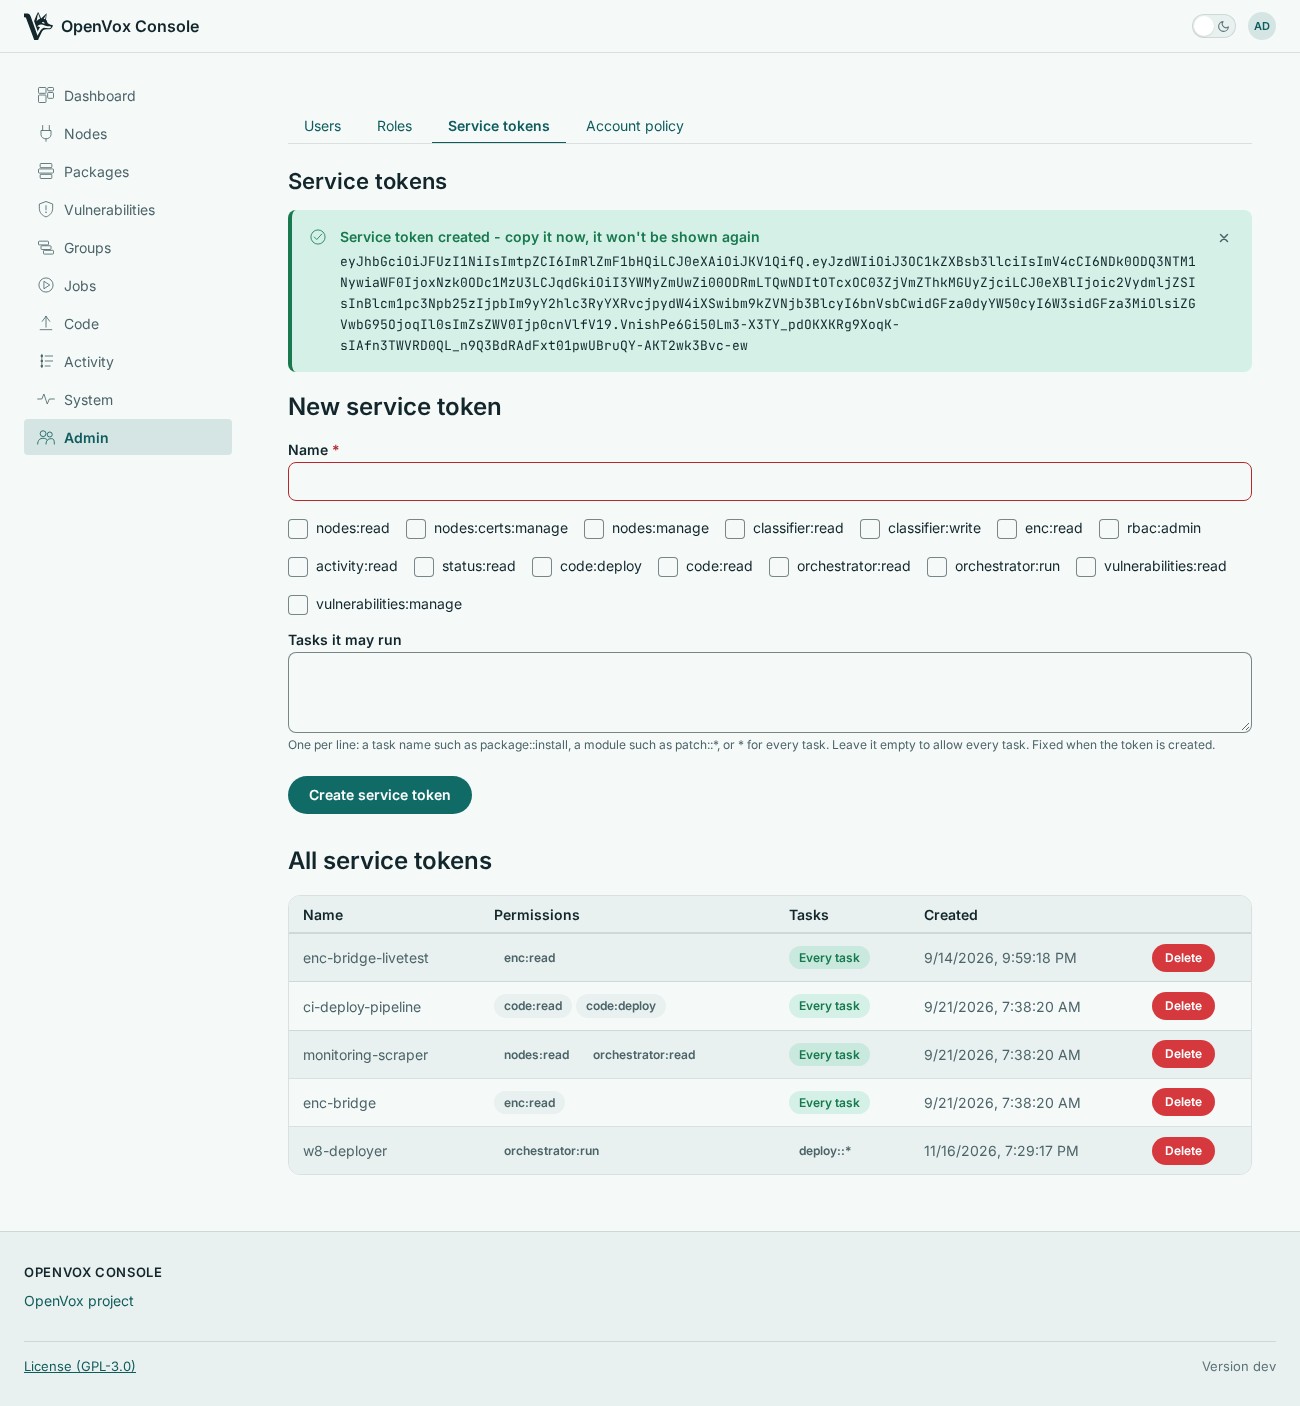 OpenVox Console
AD
Dashboard
Nodes
Packages
Vulnerabilities
Groups
Jobs
Code
Activity
System
Admin
Users Roles Service tokens Account policy
Service tokens
Service token created - copy it now, it won't be shown again
eyJhbGciOiJFUzI1NiIsImtpZCI6ImRlZmF1bHQiLCJ0eXAiOiJKV1QifQ.eyJzdWIiOiJ3OC1kZXBsb3llciIsImV4cCI6NDk0ODQ3NTM1
NywiaWF0IjoxNzk0ODc1MzU3LCJqdGkiOiI3YWMyZmUwZi00ODRmLTQwNDItOTcxOC03ZjVmZThkMGUyZjciLCJ0eXBlIjoic2VydmljZSI
sInBlcm1pc3Npb25zIjpbIm9yY2hlc3RyYXRvcjpydW4iXSwibm9kZVNjb3BlcyI6bnVsbCwidGFza0dyYW50cyI6W3sidGFza3MiOlsiZG
VwbG95OjoqIl0sImZsZWV0Ijp0cnVlfV19.VnishPe6Gi50Lm3-X3TY_pdOKXKRg9XoqK-
sIAfn3TWVRD0QL_n9Q3BdRAdFxt01pwUBruQY-AKT2wk3Bvc-ew
New service token
Name *
nodes:read nodes:certs:manage nodes:manage classifier:read classifier:write enc:read rbac:admin
activity:read status:read code:deploy code:read orchestrator:read orchestrator:run vulnerabilities:read
vulnerabilities:manage
Tasks it may run
One per line: a task name such as package::install, a module such as patch::*, or * for every task. Leave it empty to allow every task. Fixed when the token is created.
Create service token
All service tokens
Name Permissions Tasks Created
enc-bridge-livetest enc:read Every task 9/14/2026, 9:59:18 PM Delete
ci-deploy-pipeline code:read code:deploy Every task 9/21/2026, 7:38:20 AM Delete
monitoring-scraper nodes:read orchestrator:read Every task 9/21/2026, 7:38:20 AM Delete
enc-bridge enc:read Every task 9/21/2026, 7:38:20 AM Delete
w8-deployer orchestrator:run deploy::* 11/16/2026, 7:29:17 PM Delete
OPENVOX CONSOLE
OpenVox project
License (GPL-3.0)
Version dev